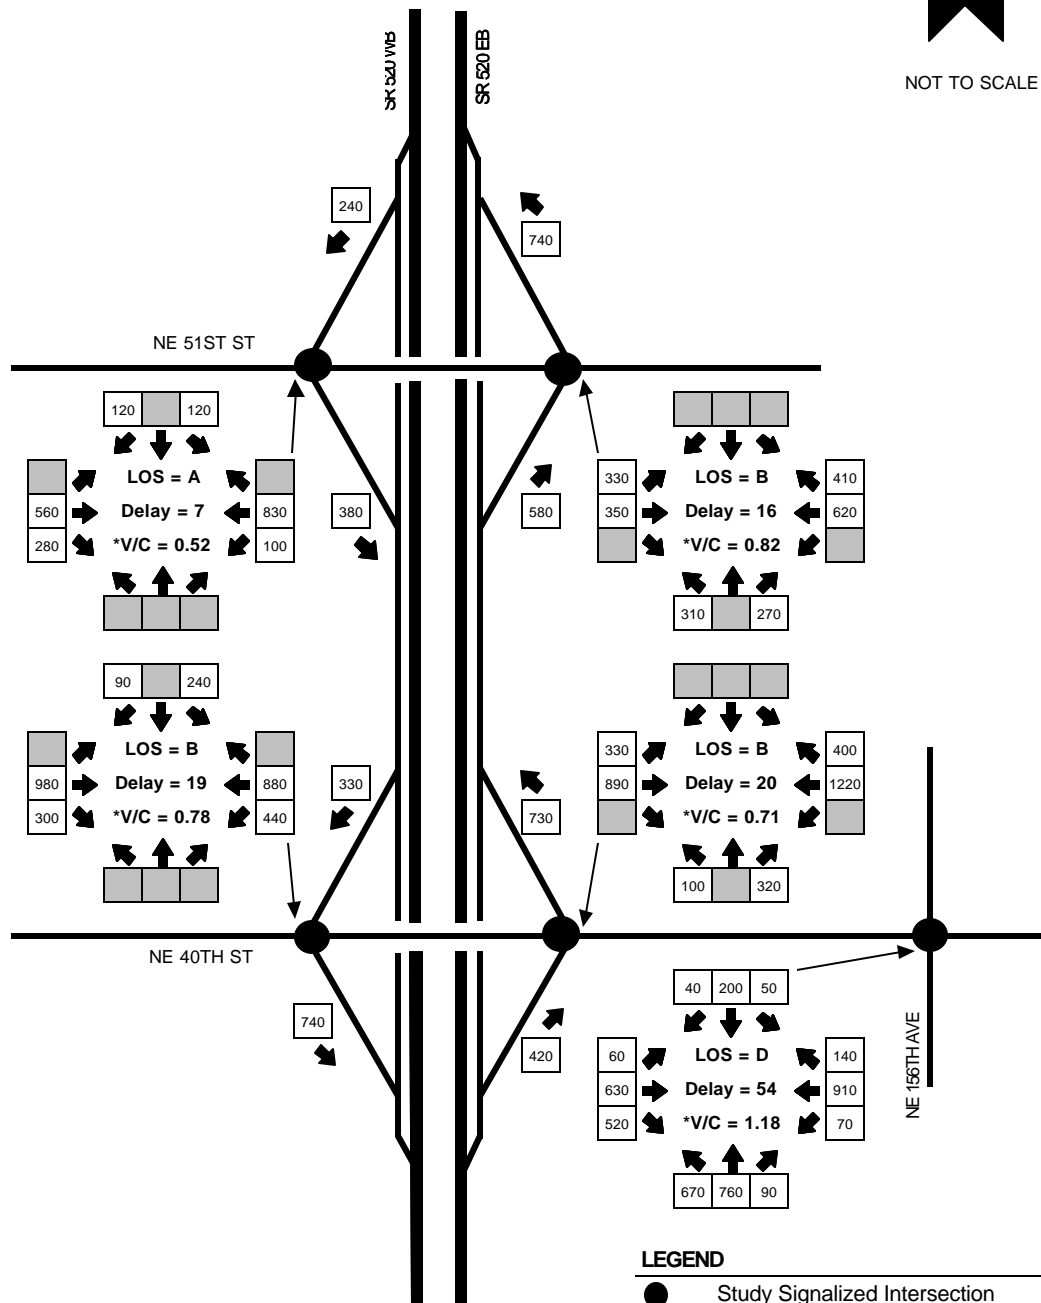 SR 520 WB
SR 520 EB
NOT TO SCALE
240
740
NE 51ST ST
120 120
LOS = A
560 Delay = 7 830
280 *V/C = 0.52 100
380
580
330 LOS = B 410
350 Delay = 16 620
*V/C = 0.82
310 270
90 240
LOS = B
980 Delay = 19 880
300 *V/C = 0.78 440
330
730
330 LOS = B 400
890 Delay = 20 1220
*V/C = 0.71
100 320
NE 40TH ST
740
420
40 200 50
60 LOS = D 140
630 Delay = 54 910
520 *V/C = 1.18 70
670 760 90
NE 156TH AVE
LEGEND
Study Signalized Intersection